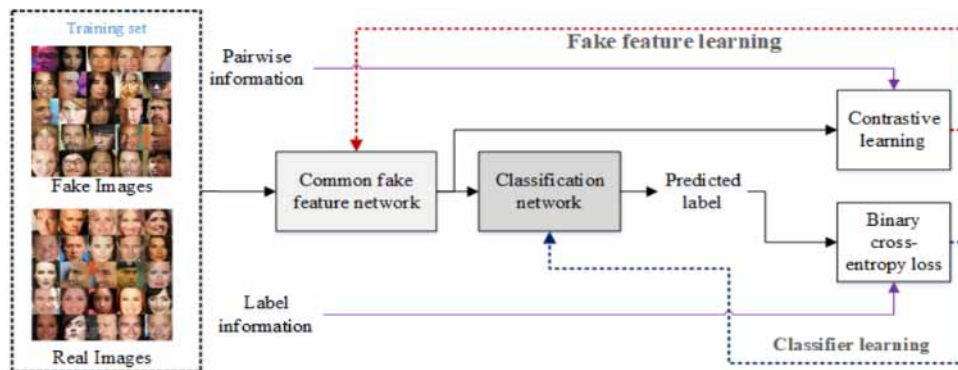 Training set
Fake Images
Real Images
Pairwise
information
Fake feature learning
Common fake
feature network
Classification
network
Predicted
label
Contrastive
learning
Binary
cross-
entropy loss
Label
information
Classifier learning